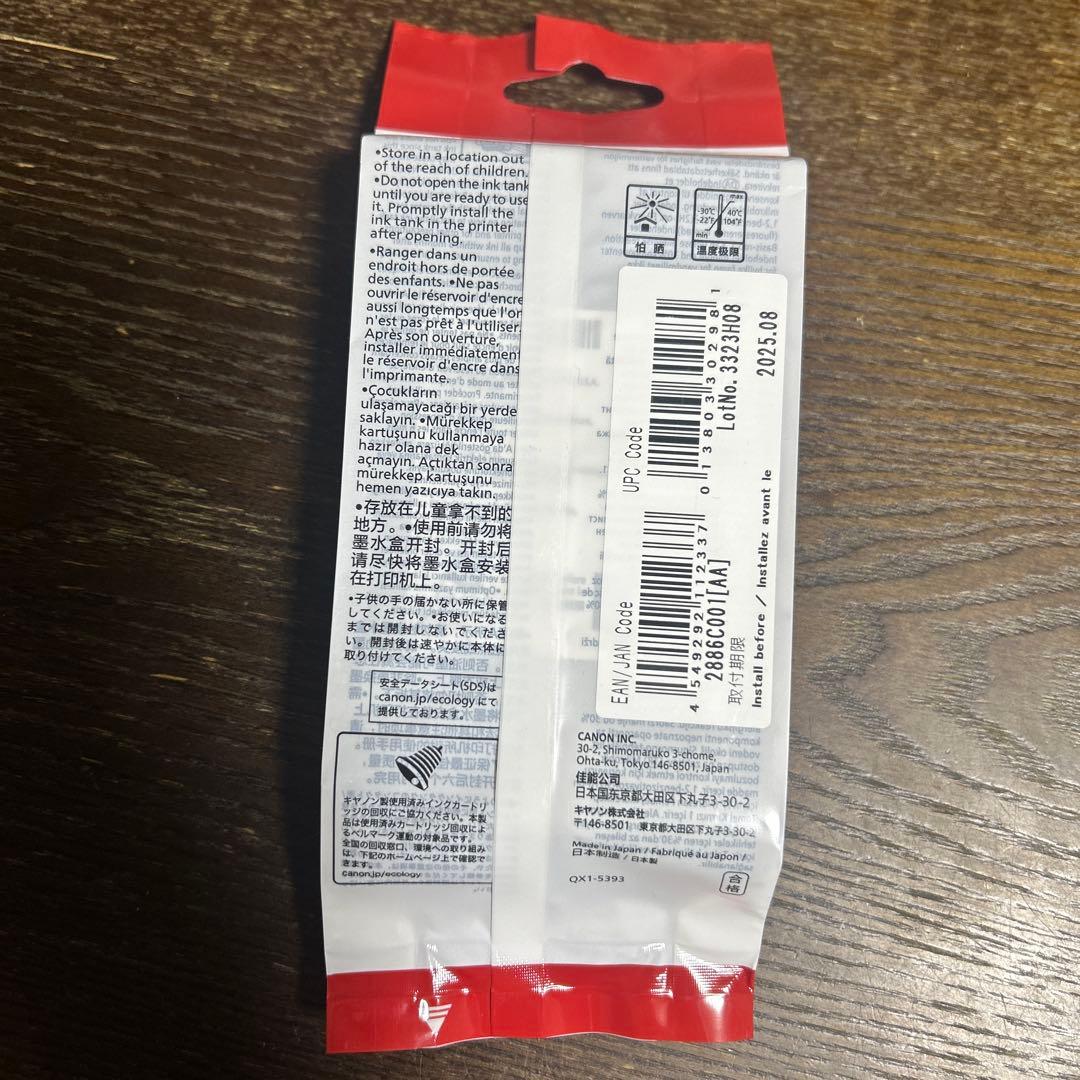 •Store in a location out
of the reach of children.
•Do not open the ink tank
until you are ready to use
it. Promptly install the
ink tank in the printer
after opening.
•Ranger dans un
endroit hors de portée
des enfants. •Ne pas
ouvrir le réservoir d'encre
aussi longtemps que l'on
n'est pas prêt à l'utiliser.
Après son ouverture,
installer immédiatement
le réservoir d'encre dans
l'imprimante.
•Çocukların
ulaşamayacağı bir yerde
saklayın. •Mürekkep
kartuşunu kullanmaya
hazır olana dek
açmayın. Açtıktan sonra
mürekkep kartuşunu
hemen yazıcıya takın.
•存放在儿童拿不到的
地方。•使用前请勿将
墨水盒开封。开封后
请尽快将墨水盒安装
在打印机上。
•子供の手の届かない所に保管
してください。•お使いになる
までは開封しないでくださ
い。開封後は速やかに本体に
取り付けてください。
安全データシート(SDS)は
canon.jp/ecology にて
提供しております。
キヤノン製使用済みインクカートリ
ッジの回収にご協力ください。本製
品は使用済みカートリッジ回収によ
るベルマーク運動の対象品です。
全国の回収窓口、環境への取り組み
は、下記のホームページ上で確認で
きます。
canon.jp/ecology
怕 晒
max
-30℃ 40℃
-22°F 104°F
min
温度极限
UPC Code
0 13803 30298 1
LotNo. 3323H08
2025.08
EAN/JAN Code
4 549292 112337
2886C001[AA]
取付期限
Install before / Installez avant le
CANON INC.
30-2, Shimomaruko 3-chome,
Ohta-ku, Tokyo 146-8501, Japan
佳能公司
日本国东京都大田区下丸子3-30-2
キヤノン株式会社
〒146-8501 東京都大田区下丸子3-30-2
Made in Japan / Fabriqué au Japon /
日本制造 / 日本製
QX1-5393
合格